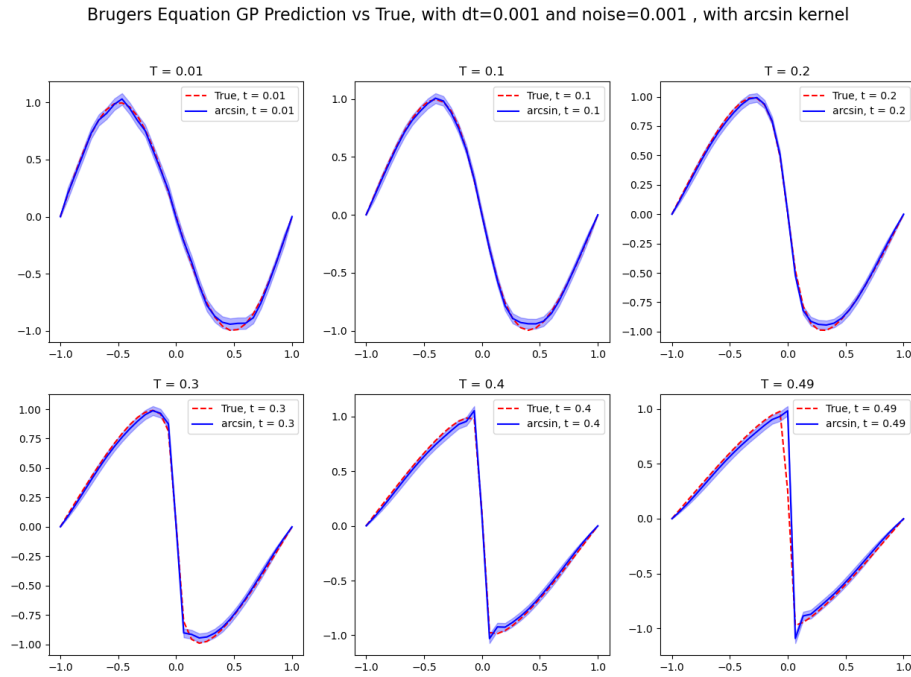 Brugers Equation GP Prediction vs True, with dt=0.001 and noise=0.001 , with arcsin kernel
T = 0.01
True, t = 0.01
arcsin, t = 0.01
1.0
0.5
0.0
−0.5
−1.0
−1.0 −0.5 0.0 0.5 1.0
T = 0.1
True, t = 0.1
arcsin, t = 0.1
1.0
0.5
0.0
−0.5
−1.0
−1.0 −0.5 0.0 0.5 1.0
T = 0.2
True, t = 0.2
arcsin, t = 0.2
1.00
0.75
0.50
0.25
0.00
−0.25
−0.50
−0.75
−1.00
−1.0 −0.5 0.0 0.5 1.0
T = 0.3
True, t = 0.3
arcsin, t = 0.3
1.00
0.75
0.50
0.25
0.00
−0.25
−0.50
−0.75
−1.00
−1.0 −0.5 0.0 0.5 1.0
T = 0.4
True, t = 0.4
arcsin, t = 0.4
1.0
0.5
0.0
−0.5
−1.0
−1.0 −0.5 0.0 0.5 1.0
T = 0.49
True, t = 0.49
arcsin, t = 0.49
1.0
0.5
0.0
−0.5
−1.0
−1.0 −0.5 0.0 0.5 1.0